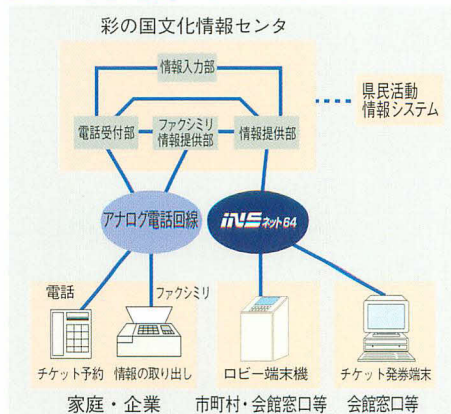 彩の国文化情報センタ
情報入力部
県民活動
情報システム
電話受付部
ファクシミリ
情報提供部
情報提供部
アナログ電話回線
INSネット64
電話
ファクシミリ
チケット予約
情報の取り出し
ロビー端末機
チケット発券端末
家庭・企業
市町村・会館窓口等
会館窓口等